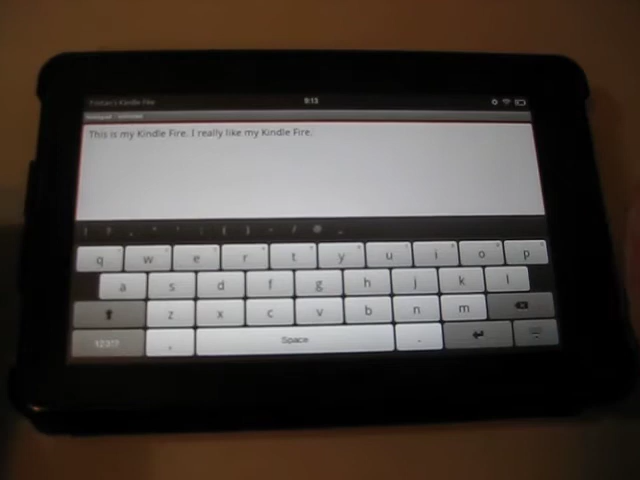 Tristan's Kindle Fire 9:13
This is my Kindle Fire. I really like my Kindle Fire.
! ? , " ' : ( ) - / @ _
q w e r t y u i o p
a s d f g h j k l
z x c v b n m
123!? , Space .